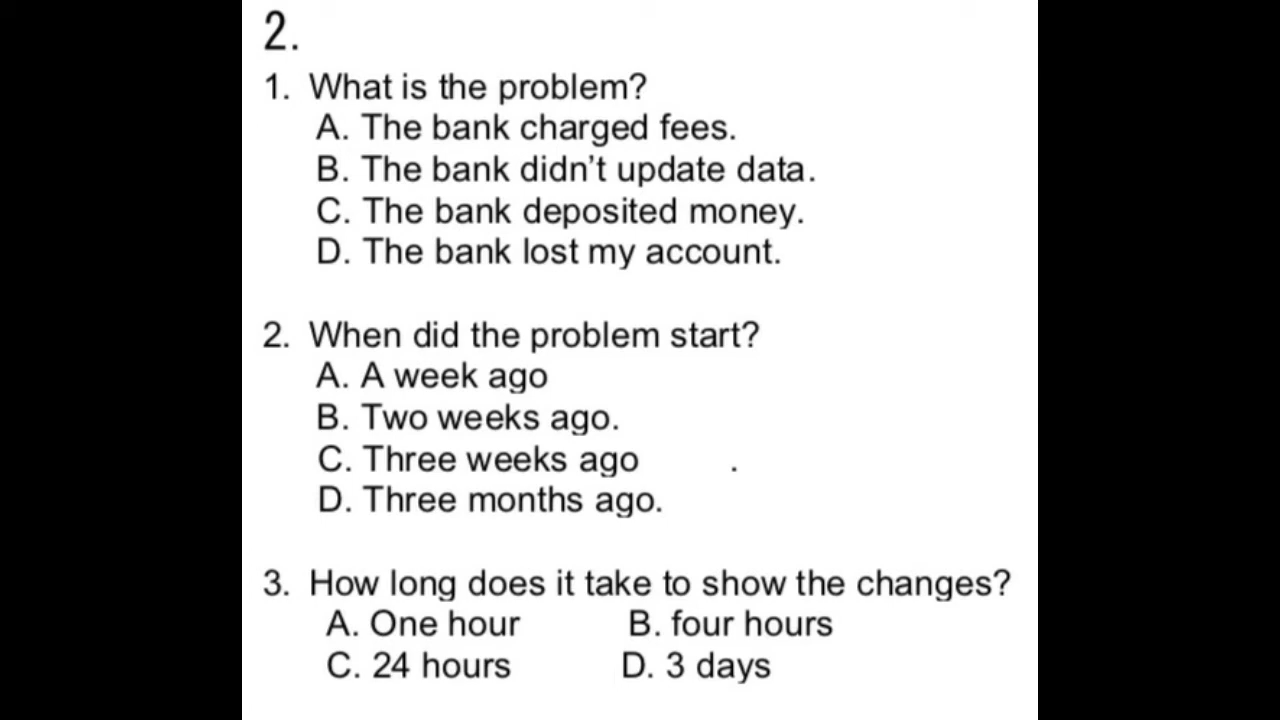 2.
1. What is the problem?
A. The bank charged fees.
B. The bank didn't update data.
C. The bank deposited money.
D. The bank lost my account.
2. When did the problem start?
A. A week ago
B. Two weeks ago.
C. Three weeks ago .
D. Three months ago.
3. How long does it take to show the changes?
A. One hour B. four hours
C. 24 hours D. 3 days